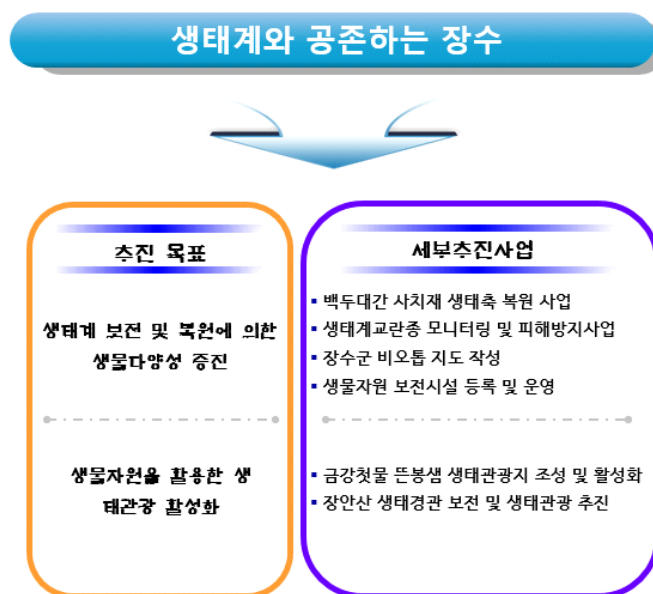 생태계와 공존하는 장수
추진 목표
생태계 보전 및 복원에 의한
생물다양성 증진
생물자원을 활용한 생
태관광 활성화
세부추진사업
▪ 백두대간 사치재 생태축 복원 사업
▪ 생태계교란종 모니터링 및 피해방지사업
▪ 장수군 비오톱 지도 작성
▪ 생물자원 보전시설 등록 및 운영
▪ 금강첫물 뜬봉샘 생태관광지 조성 및 활성화
▪ 장안산 생태경관 보전 및 생태관광 추진